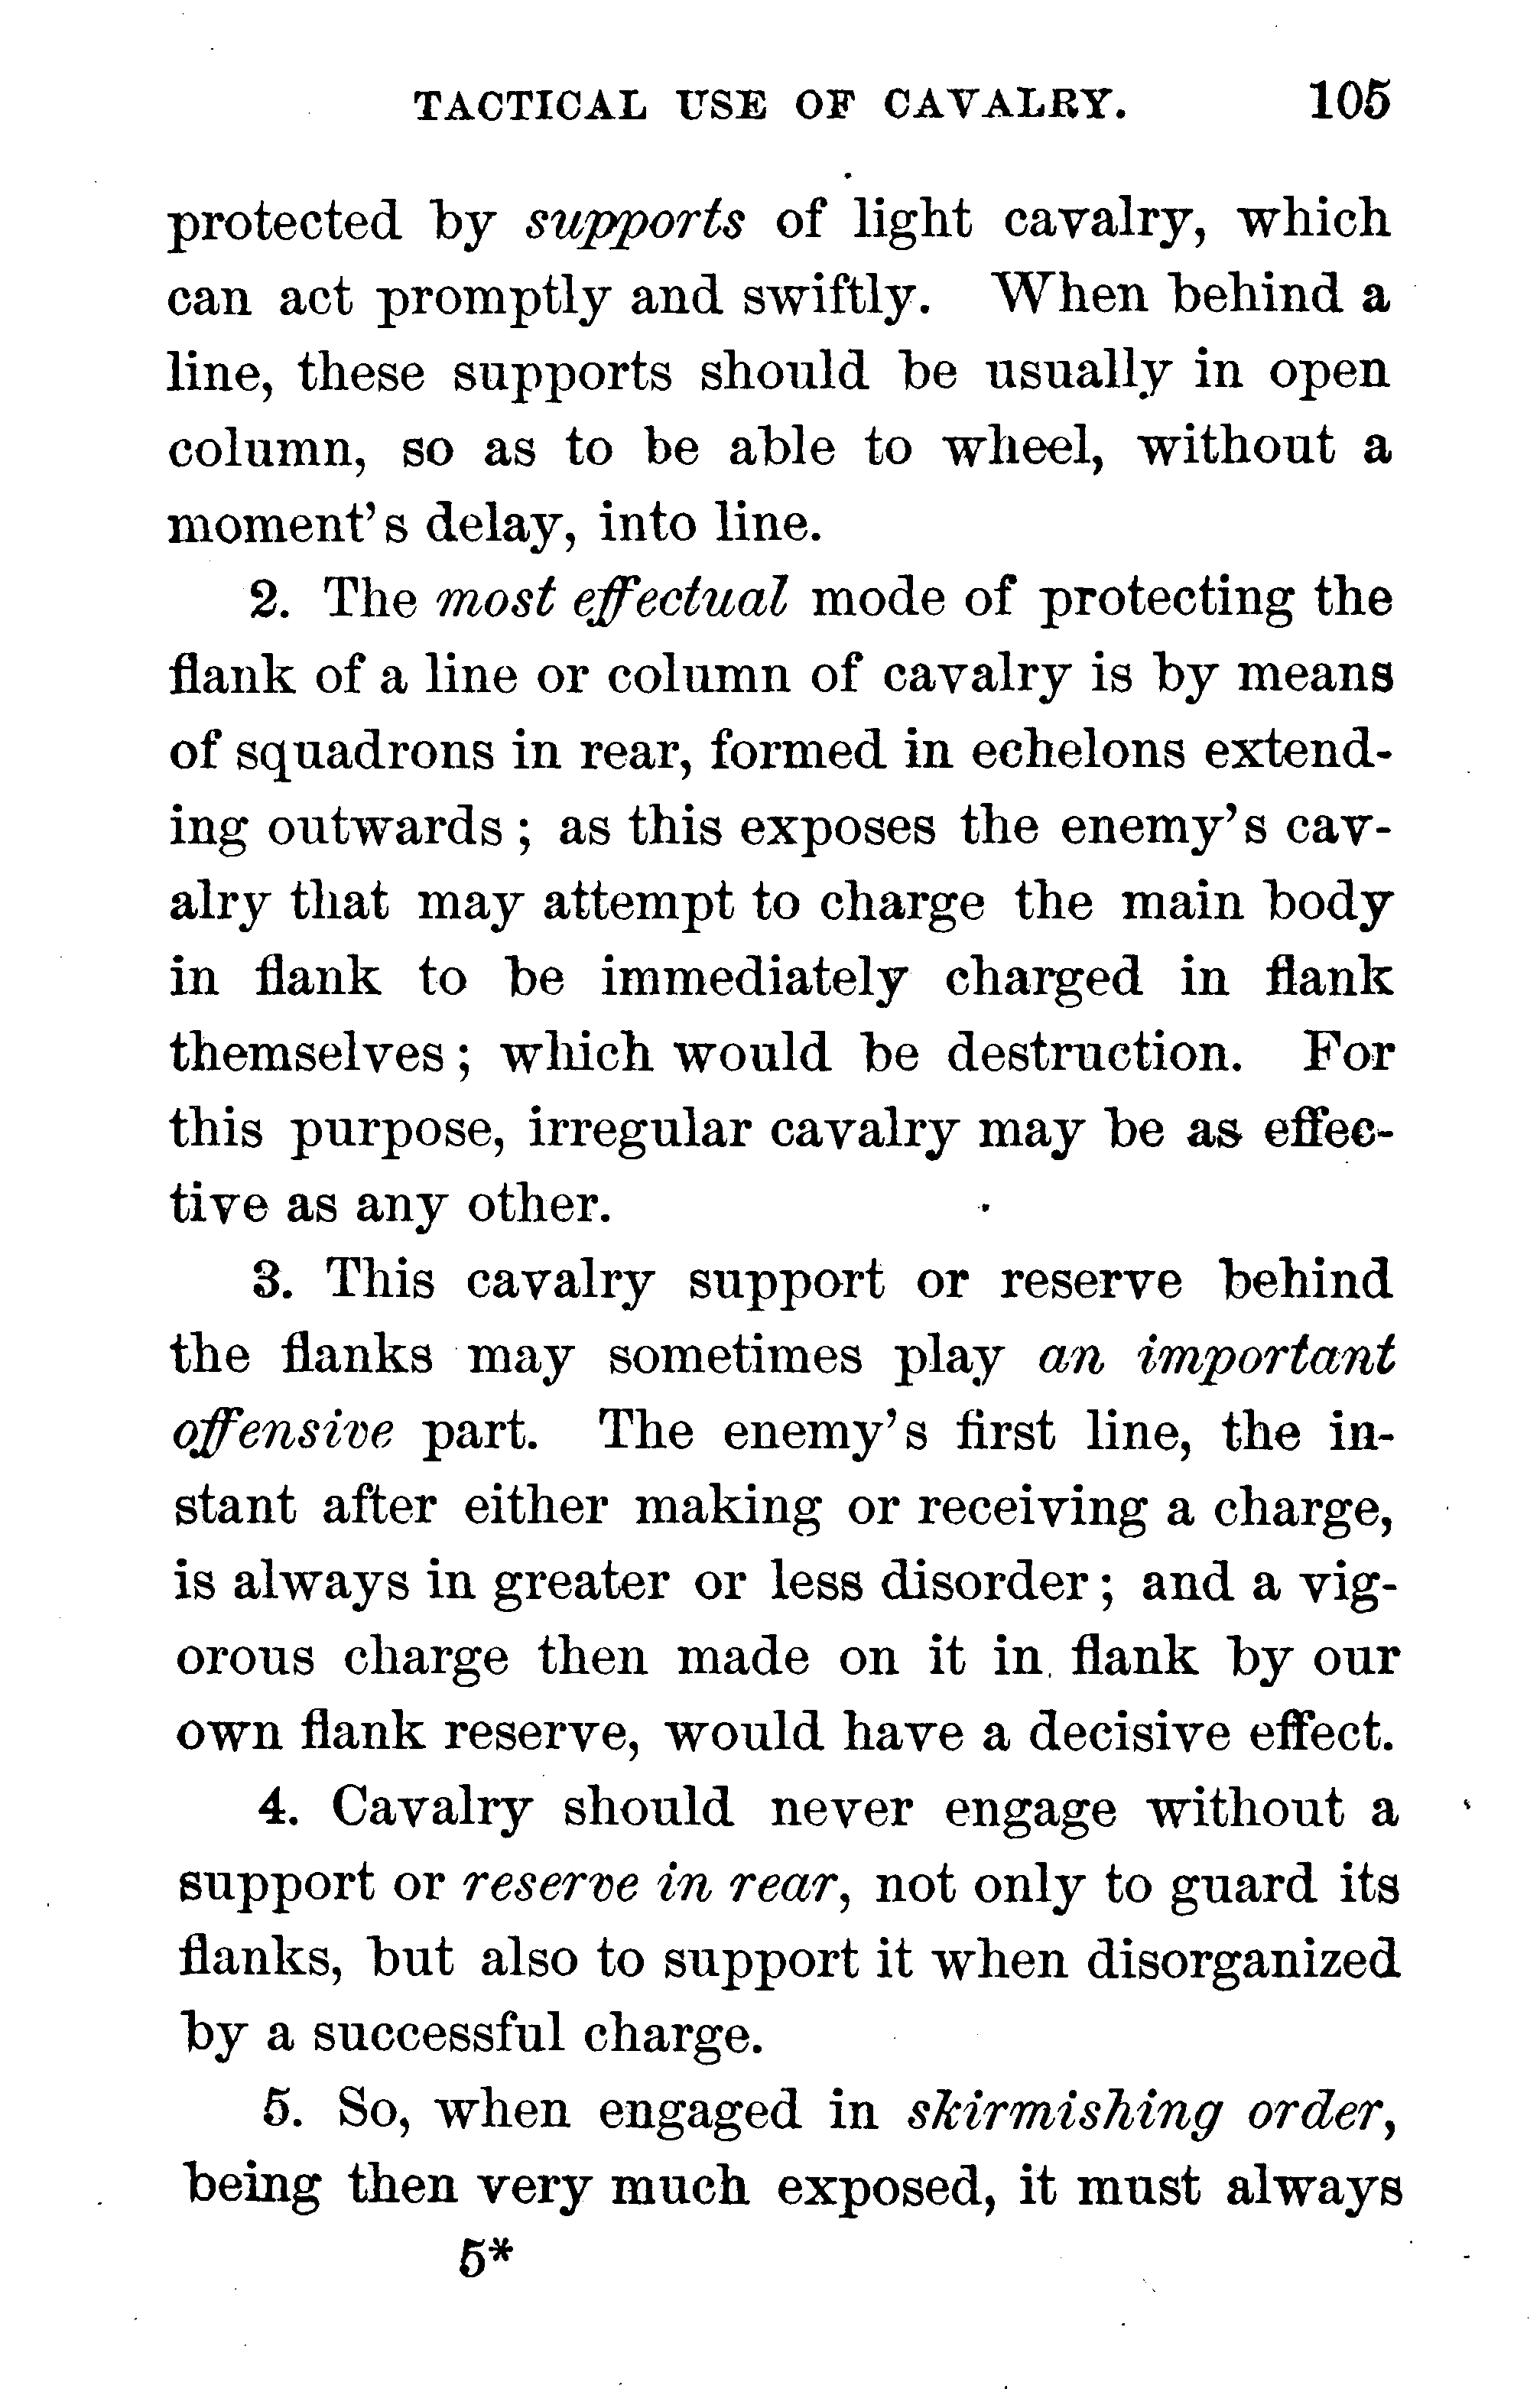 TACTICAL USE OF CAVALRY. 105
protected by supports of light cavalry, which
can act promptly and swiftly. When behind a
line, these supports should be usually in open
column, so as to be able to wheel, without a
moment's delay, into line.
2. The most effectual mode of protecting the
flank of a line or column of cavalry is by means
of squadrons in rear, formed in echelons extend-
ing outwards; as this exposes the enemy's cav-
alry that may attempt to charge the main body
in flank to be immediately charged in flank
themselves; which would be destruction. For
this purpose, irregular cavalry may be as effec-
tive as any other.
3. This cavalry support or reserve behind
the flanks may sometimes play an important
offensive part. The enemy's first line, the in-
stant after either making or receiving a charge,
is always in greater or less disorder; and a vig-
orous charge then made on it in flank by our
own flank reserve, would have a decisive effect.
4. Cavalry should never engage without a
support or reserve in rear, not only to guard its
flanks, but also to support it when disorganized
by a successful charge.
5. So, when engaged in skirmishing order,
being then very much exposed, it must always
5*